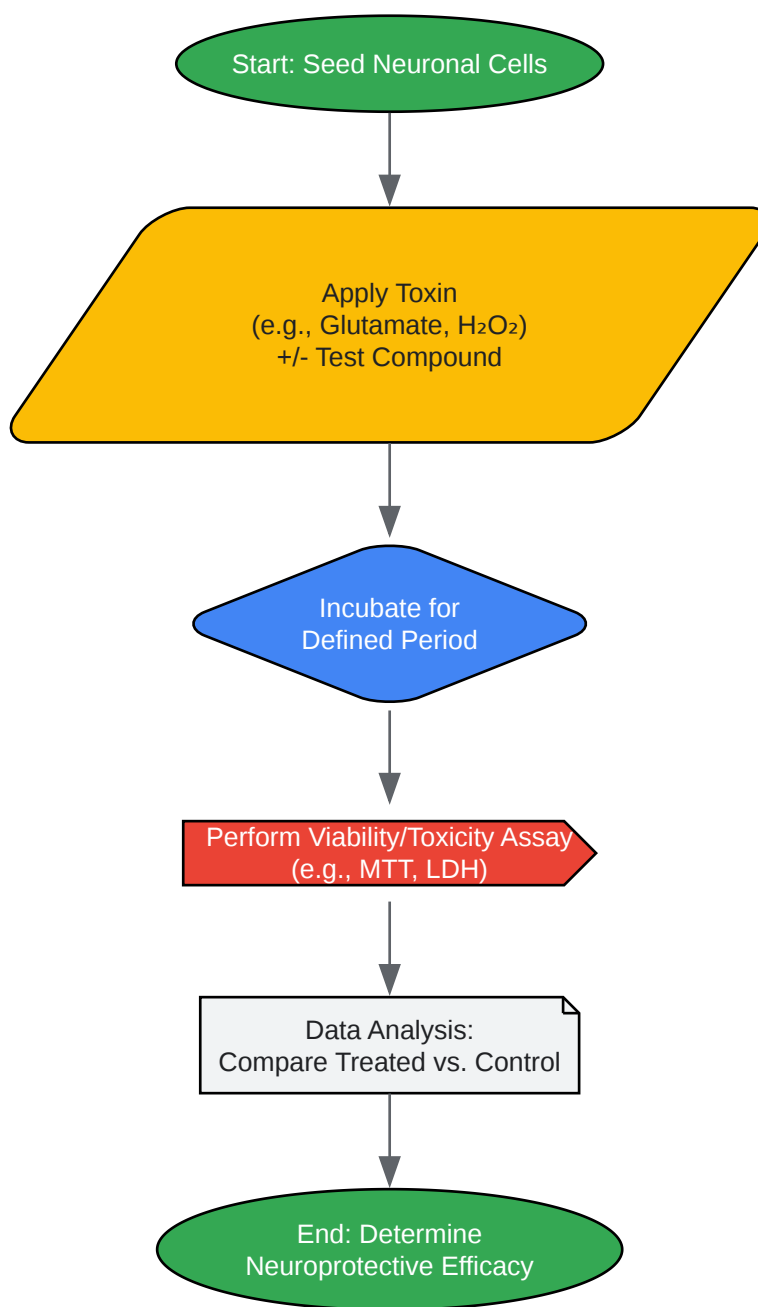 Start: Seed Neuronal Cells
Apply Toxin
(e.g., Glutamate, H₂O₂)
+/- Test Compound
Incubate for
Defined Period
Perform Viability/Toxicity Assay
(e.g., MTT, LDH)
Data Analysis:
Compare Treated vs. Control
End: Determine
Neuroprotective Efficacy